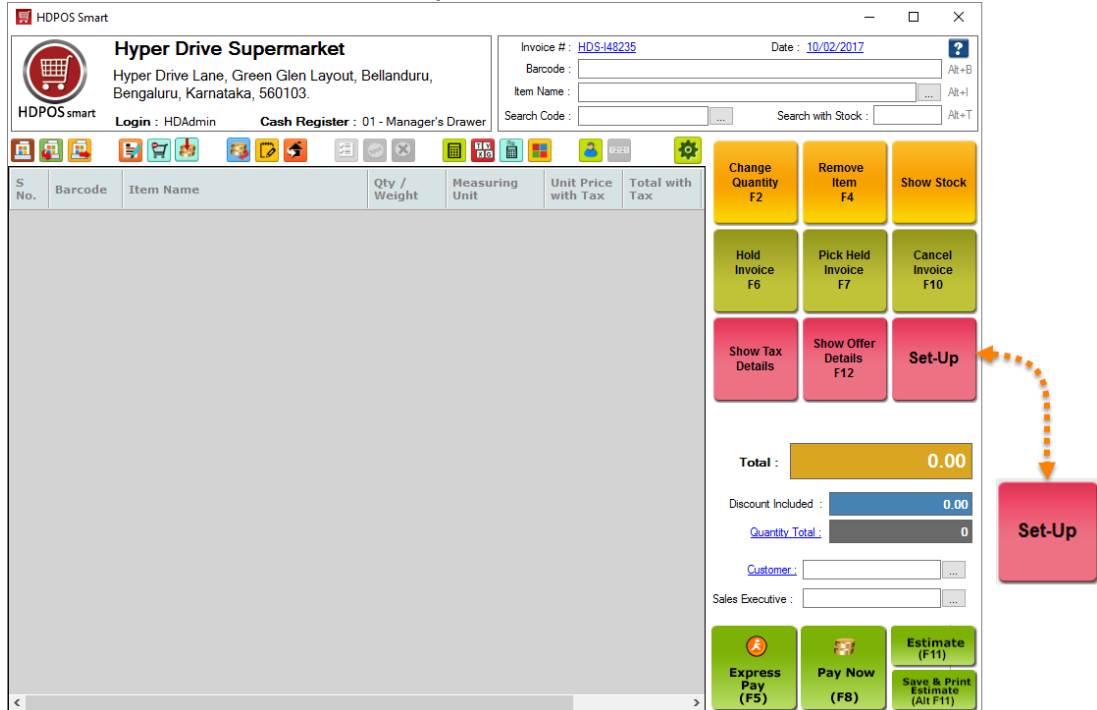 HDPOS Smart
Hyper Drive Supermarket
Hyper Drive Lane, Green Glen Layout, Bellanduru,
Bengaluru, Karnataka, 560103.
HDPOS smart
Login : HDAdmin Cash Register : 01 - Manager's Drawer
Invoice # : HDS-I48235 Date : 10/02/2017 ?
Barcode : Alt+B
Item Name : ... Alt+I
Search Code : ... Search with Stock : Alt+T
S No. Barcode Item Name Qty / Weight Measuring Unit Unit Price with Tax Total with Tax
Change
Quantity
F2
Remove
Item
F4
Show Stock
Hold
Invoice
F6
Pick Held
Invoice
F7
Cancel
Invoice
F10
Show Tax
Details
Show Offer
Details
F12
Set-Up
Total : 0.00
Discount Included : 0.00
Quantity Total : 0
Customer : ...
Sales Executive : ...
Set-Up
Express
Pay
(F5)
Pay Now
(F8)
Estimate
(F11)
Save & Print
Estimate
(Alt F11)